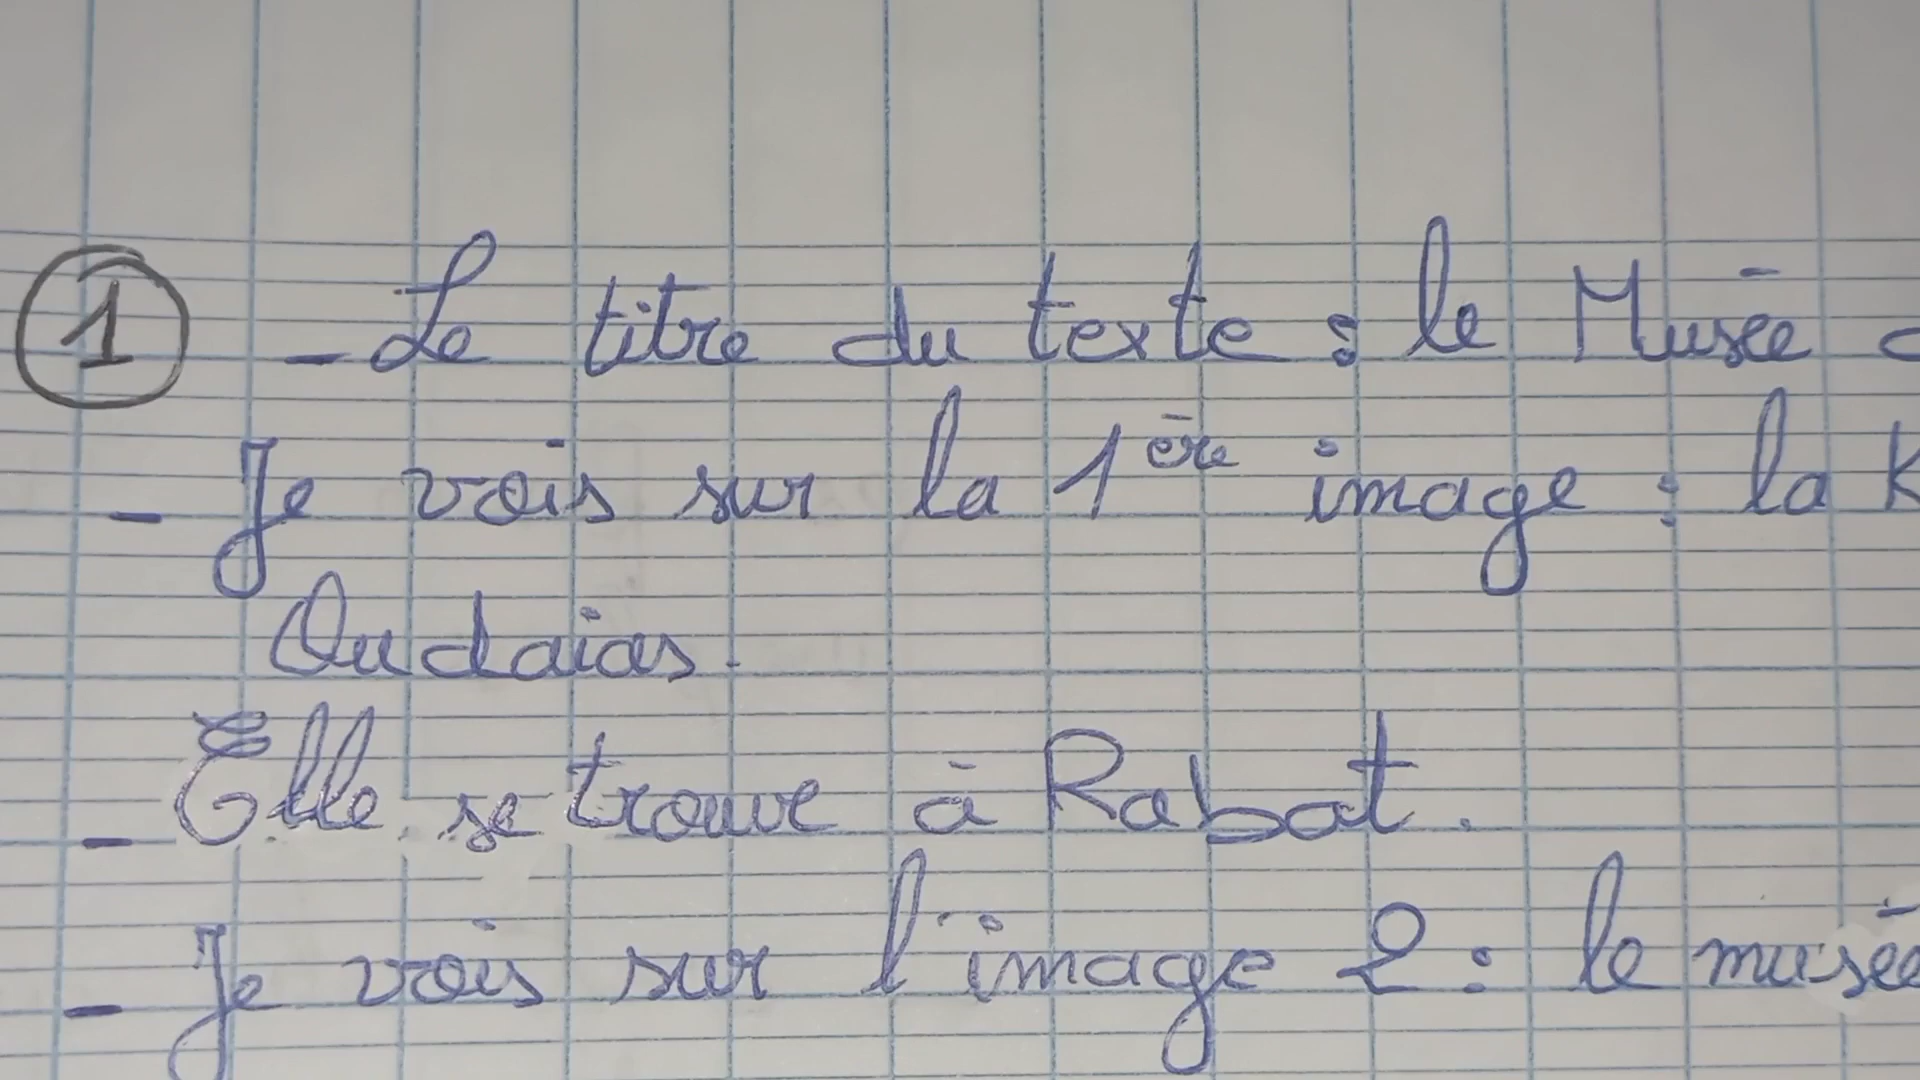 1 - Le titre du texte : le Musée
- Je vois sur la 1ère image : la K
Oudaias.
- Elle se trouve à Rabat.
- Je vois sur l'image 2 : le musée